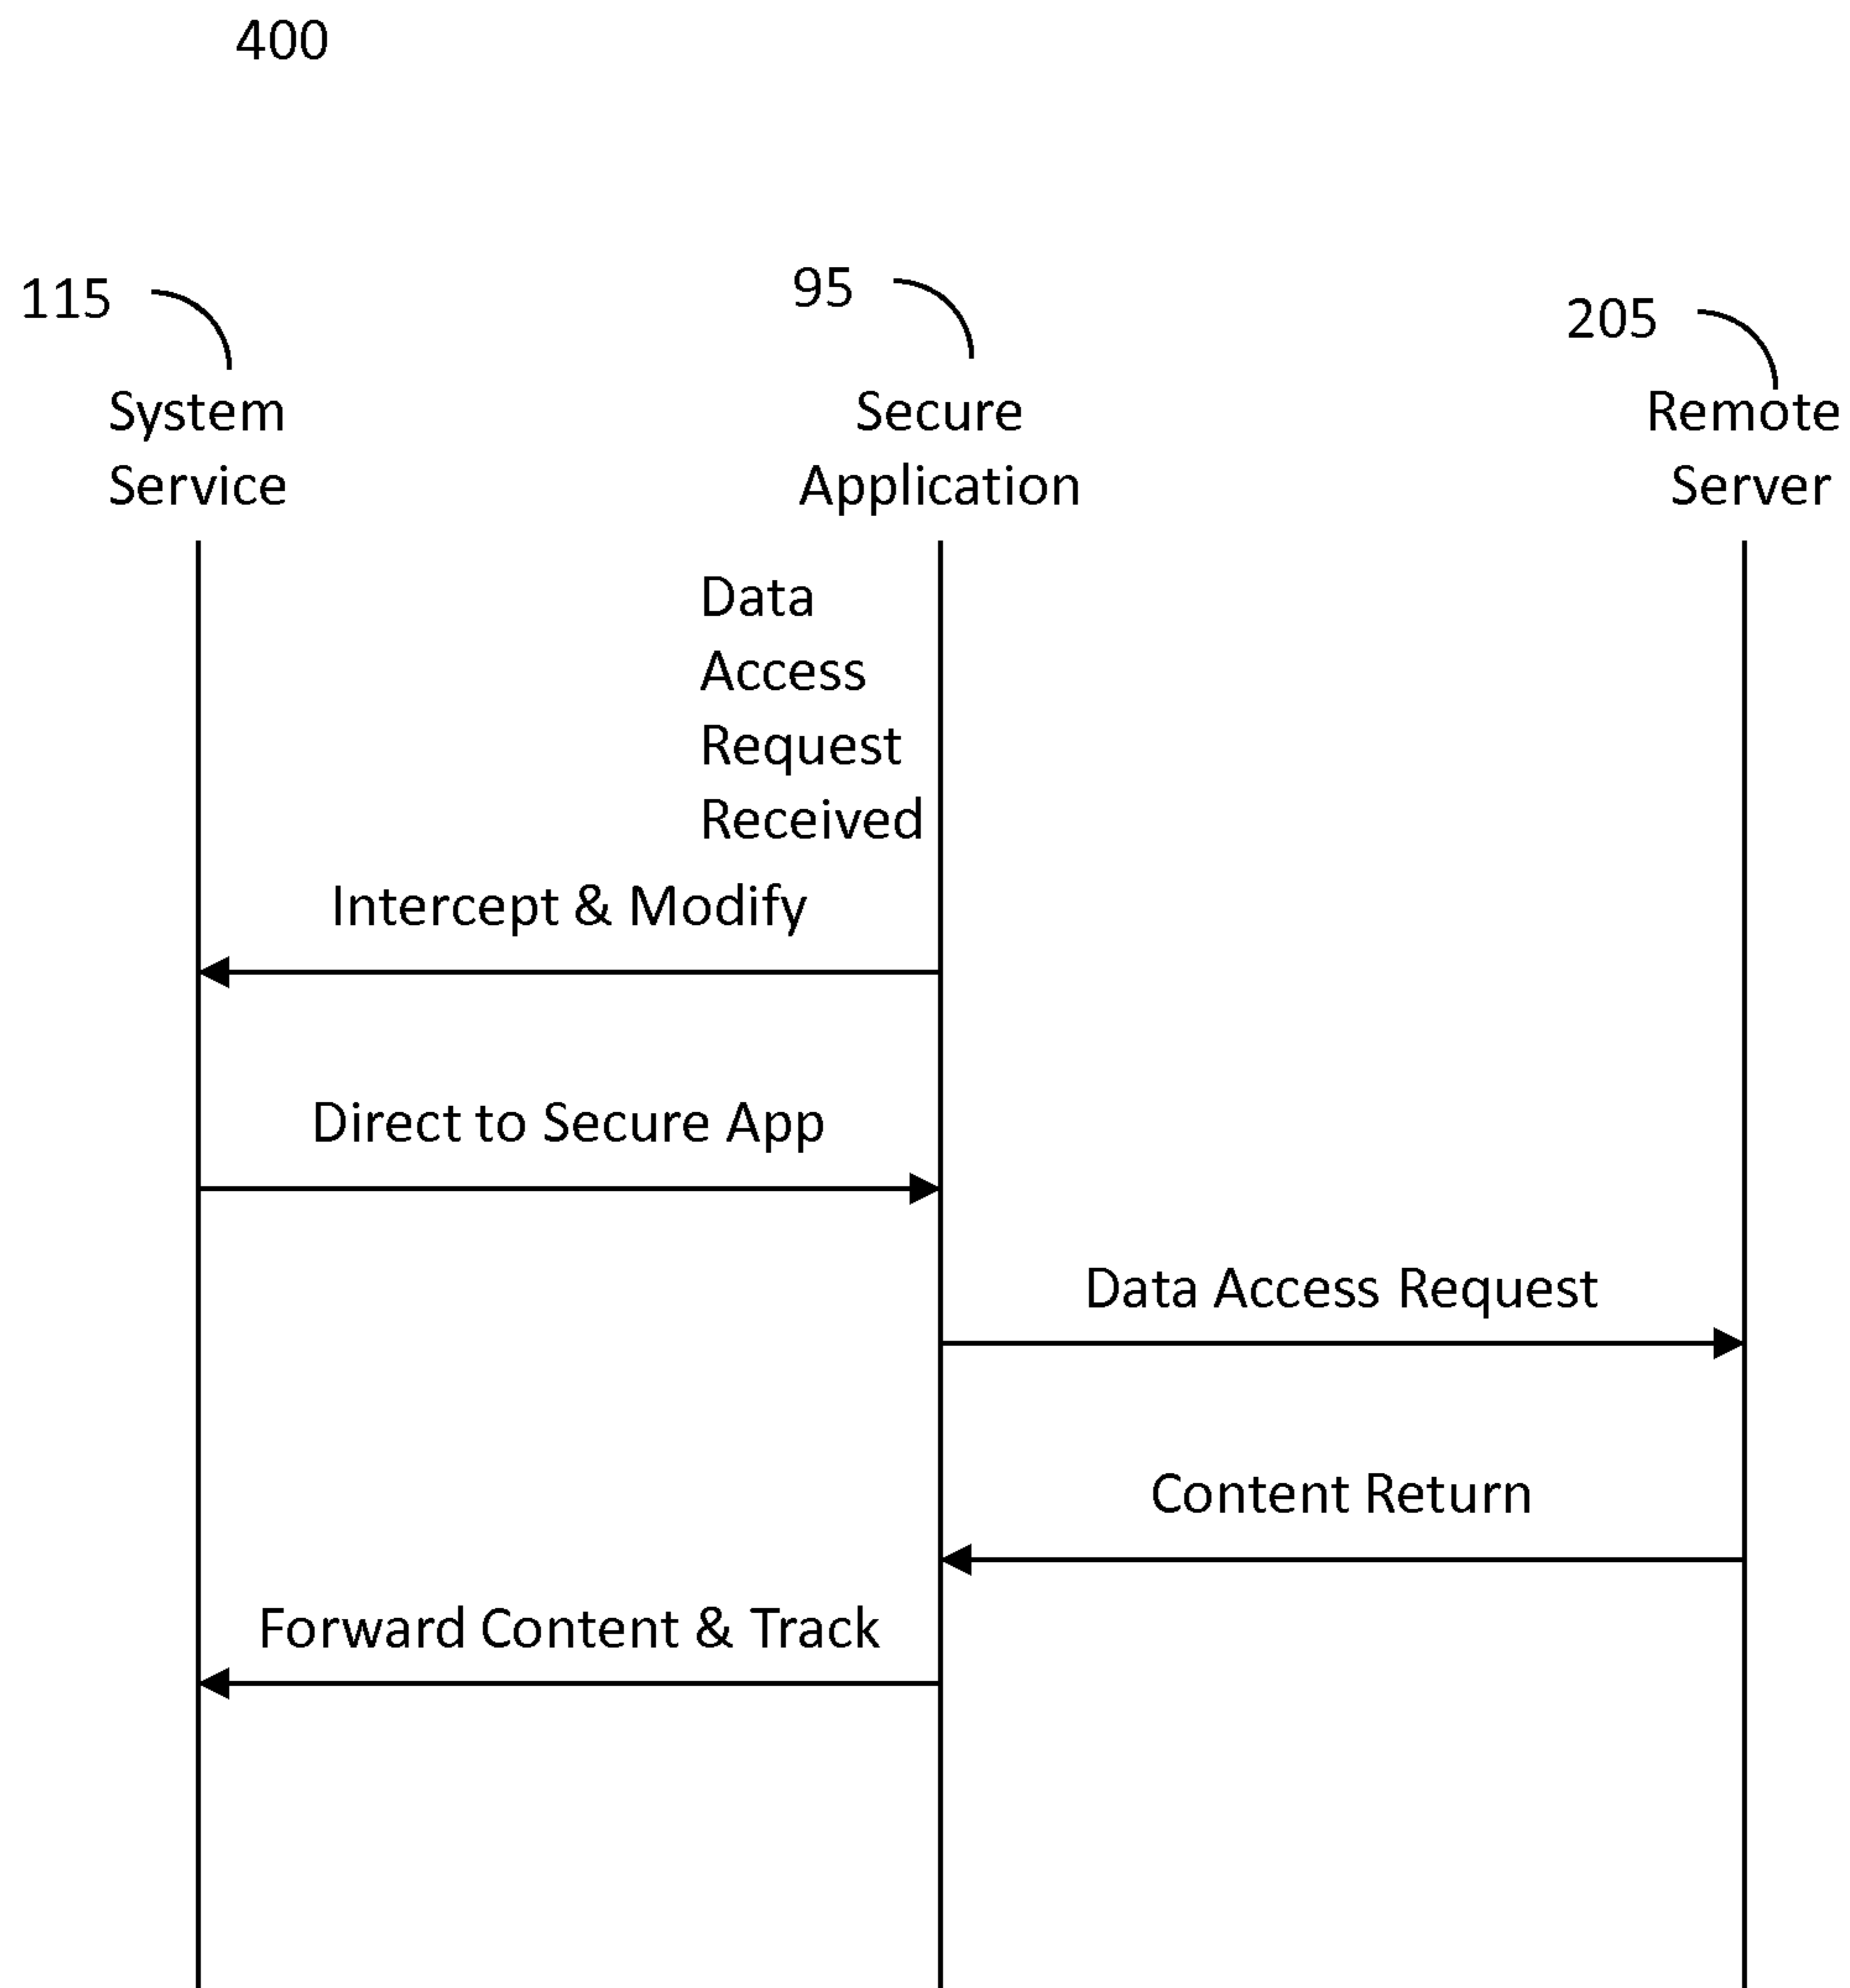 400
115
95
205
System
Service
Secure
Application
Remote
Server
Data
Access
Request
Received
Intercept & Modify
Direct to Secure App
Data Access Request
Content Return
Forward Content & Track